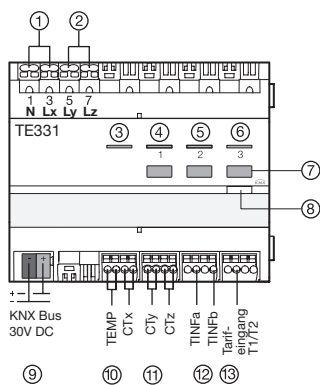 ① ②
1 3 5 7
N Lx Ly Lz
TE331
③ ④ ⑤ ⑥
1 2 3
⑦
⑧
- +
+ -
KNX Bus
30V DC
TEMP
CTx
CTy
CTz
TINFa
TINFb
Tarif-
eingang
T1/T2
⑨ ⑩ ⑪ ⑫ ⑬